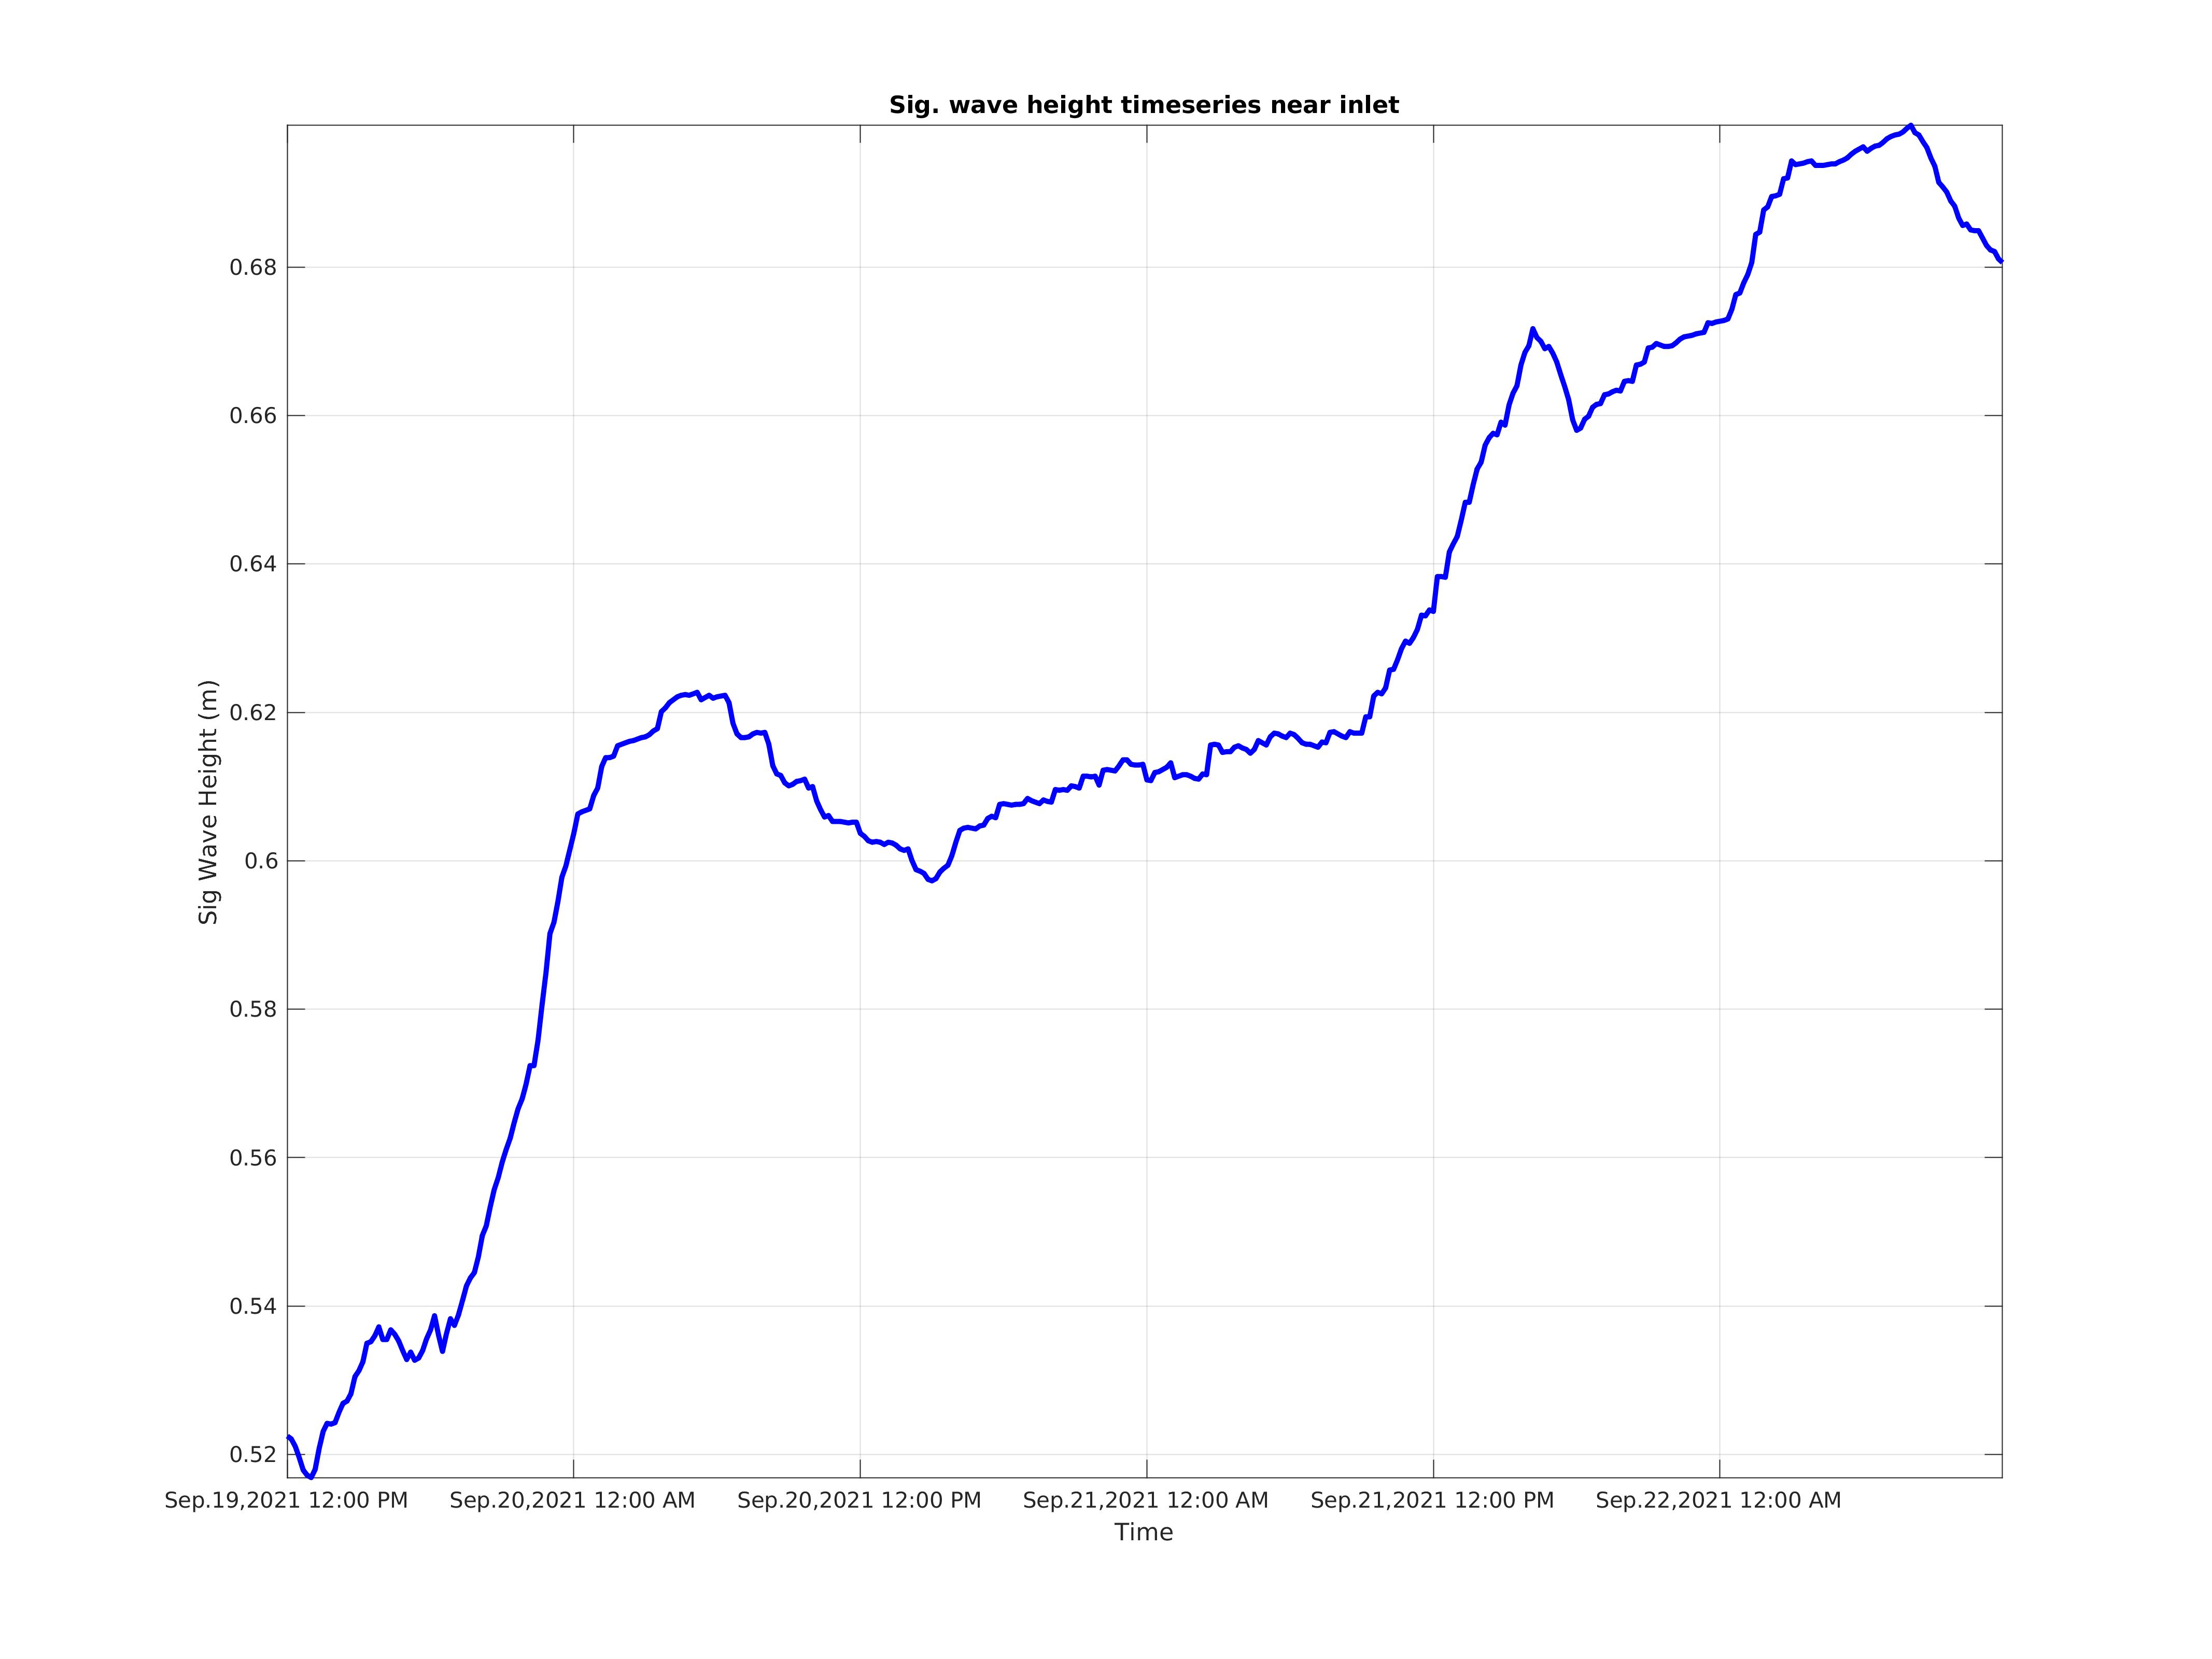 Sig. wave height timeseries near inlet
0.68
0.66
0.64
0.62
0.6
0.58
0.56
0.54
0.52
Sig Wave Height (m)
Sep.19,2021 12:00 PM
Sep.20,2021 12:00 AM
Sep.20,2021 12:00 PM
Sep.21,2021 12:00 AM
Sep.21,2021 12:00 PM
Sep.22,2021 12:00 AM
Time